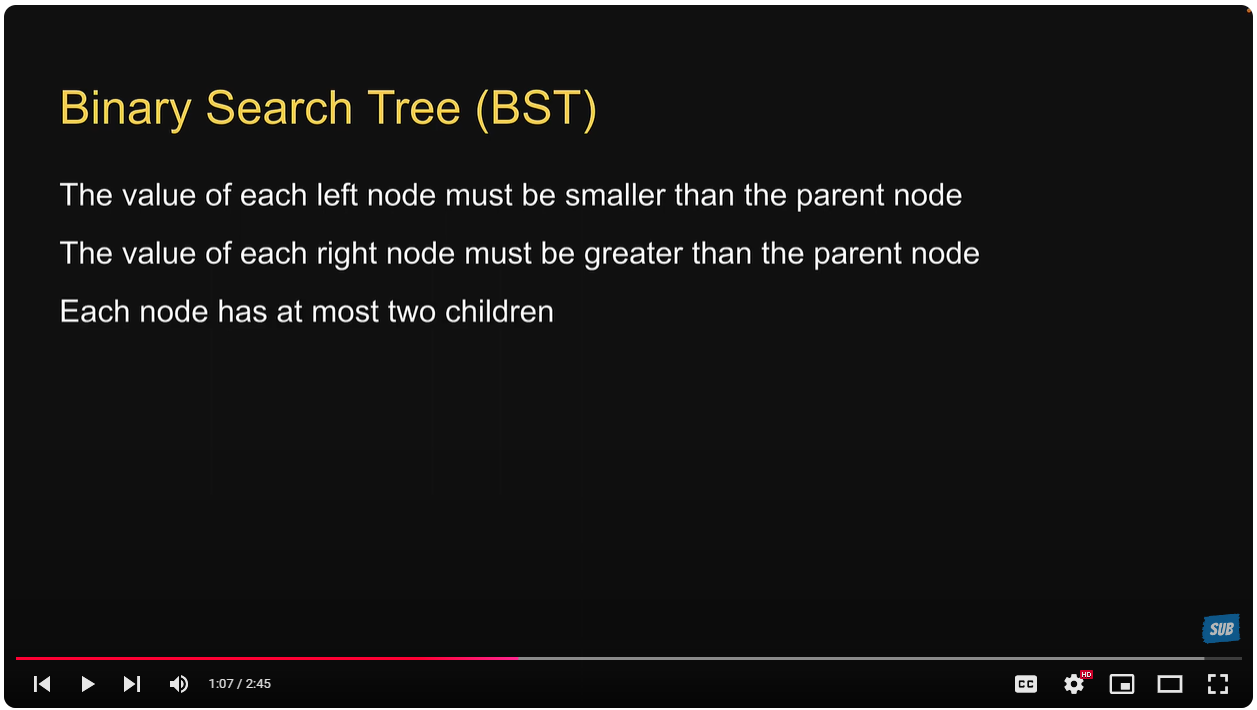 Binary Search Tree (BST)
The value of each left node must be smaller than the parent node
The value of each right node must be greater than the parent node
Each node has at most two children
SUB
1:07 / 2:45
CC
HD